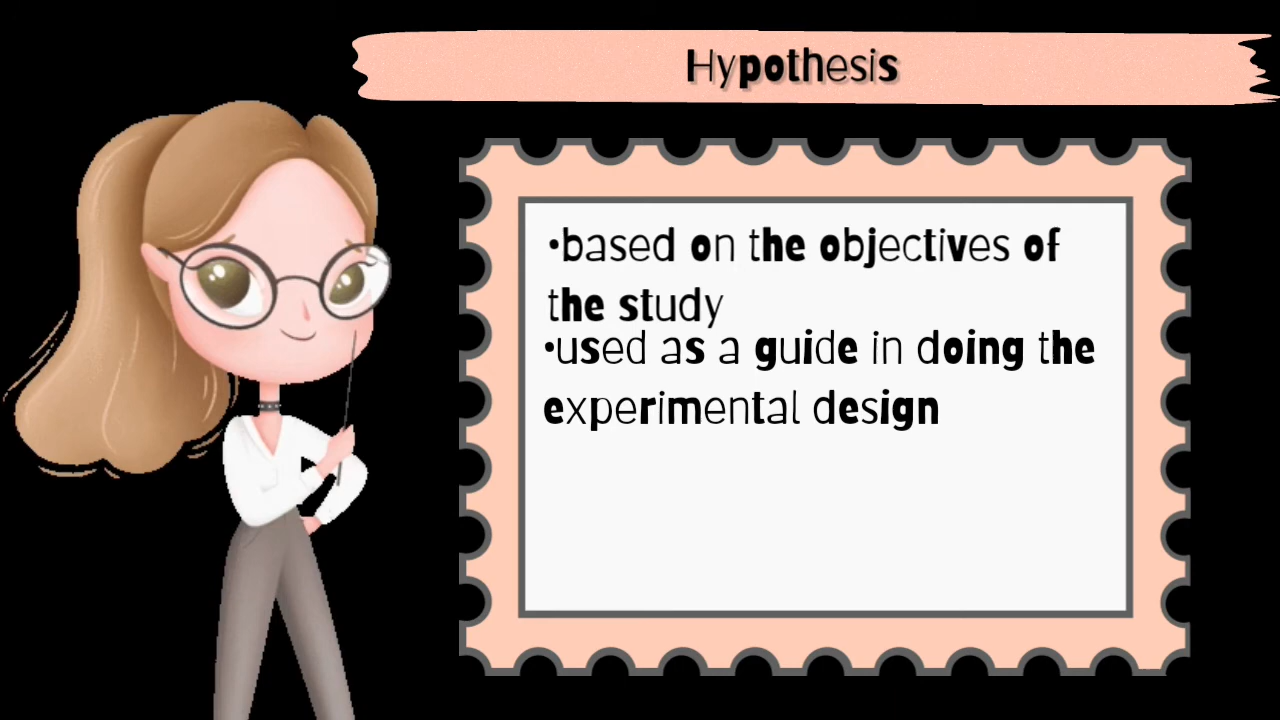 Hypothesis
•based on the objectives of
the study
•used as a guide in doing the
experimental design